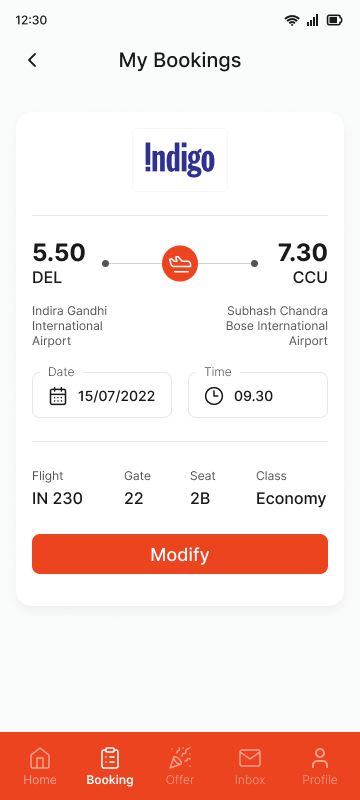 12:30
My Bookings
Indigo
5.50
7.30
DEL
CCU
Indira Gandhi
International
Airport
Subhash Chandra
Bose International
Airport
Date
15/07/2022
Time
09.30
Flight
Gate
Seat
Class
IN 230
22
2B
Economy
Modify
Home
Booking
Offer
Inbox
Profile